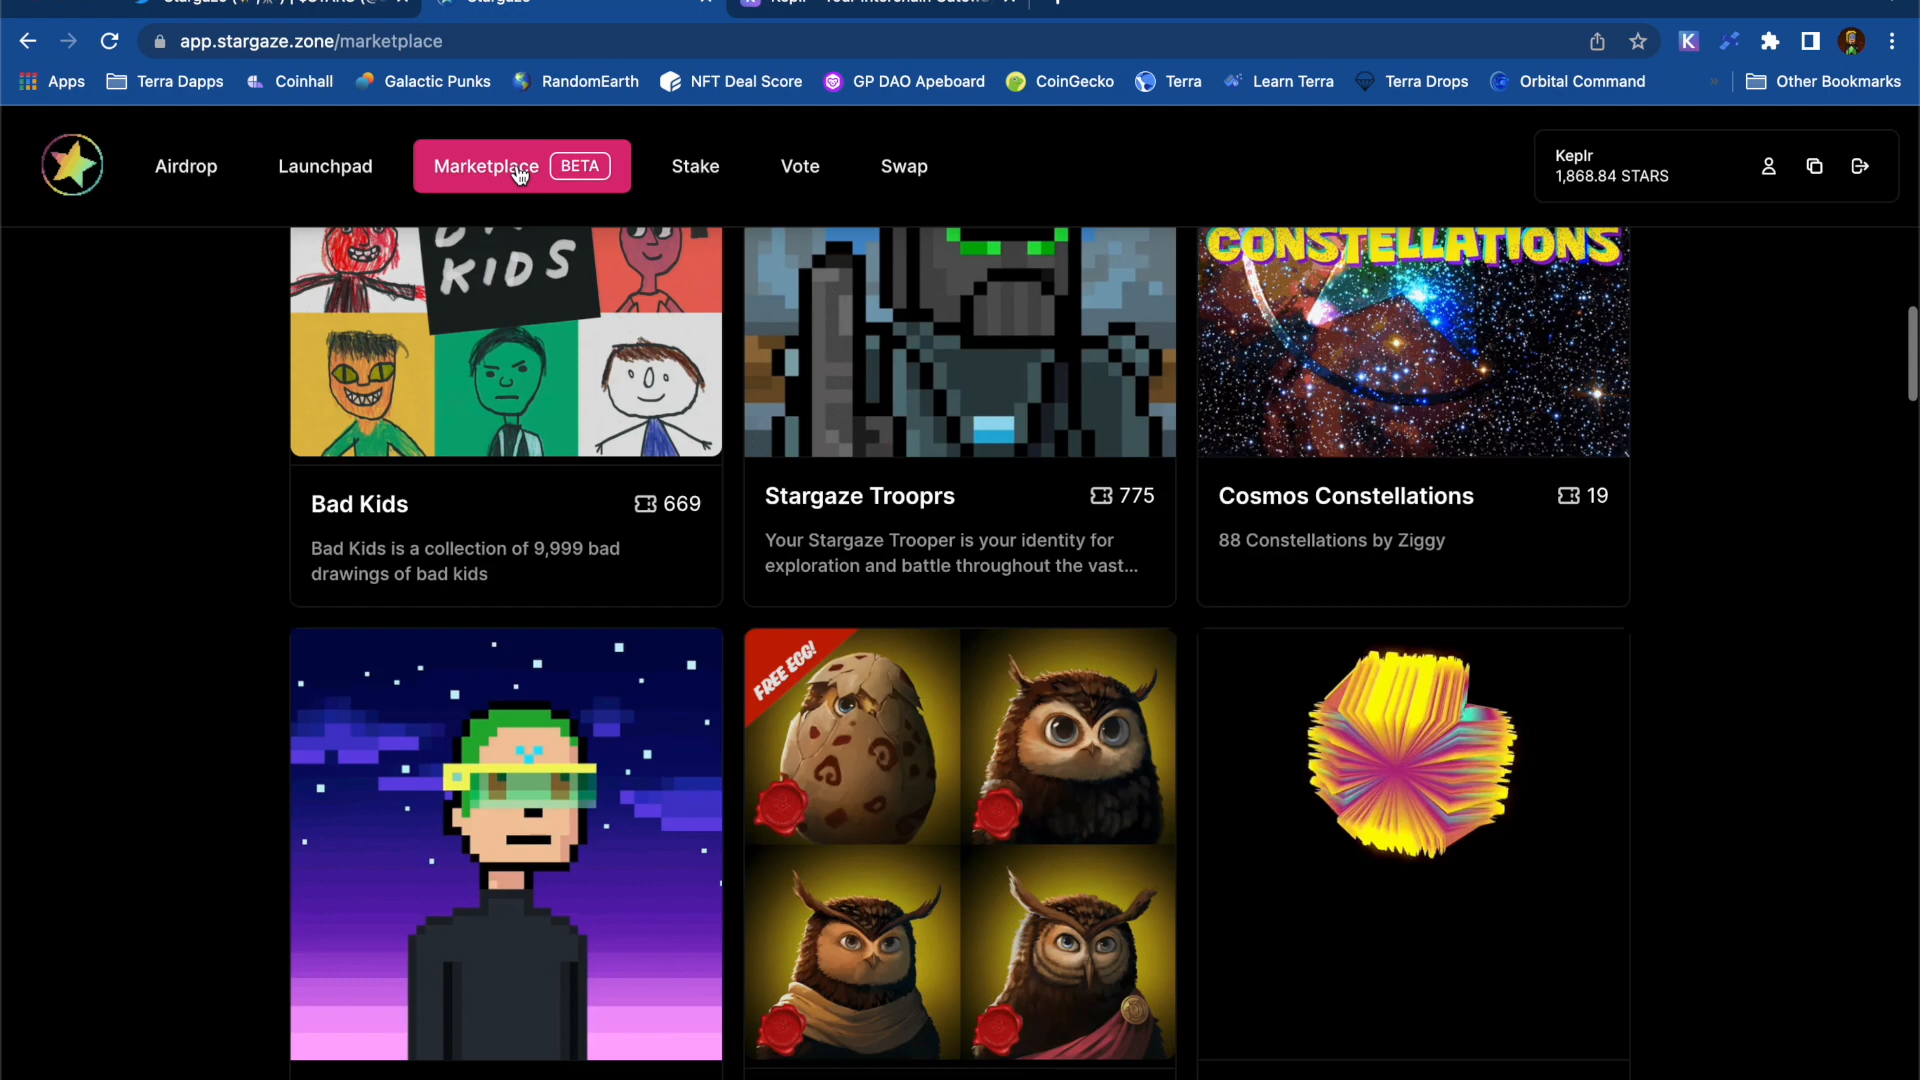 app.stargaze.zone/marketplace
K
Apps
Terra Dapps
Coinhall
Galactic Punks
RandomEarth
NFT Deal Score
GP DAO Apeboard
CoinGecko
Terra
Learn Terra
Terra Drops
Orbital Command
»
Other Bookmarks
Airdrop
Launchpad
Marketplace BETA
Stake
Vote
Swap
Keplr
1,868.84 STARS
KIDS
CONSTELLATIONS
Bad Kids
669
Bad Kids is a collection of 9,999 bad
drawings of bad kids
Stargaze Trooprs
775
Your Stargaze Trooper is your identity for
exploration and battle throughout the vast...
Cosmos Constellations
19
88 Constellations by Ziggy
FREE EGG!